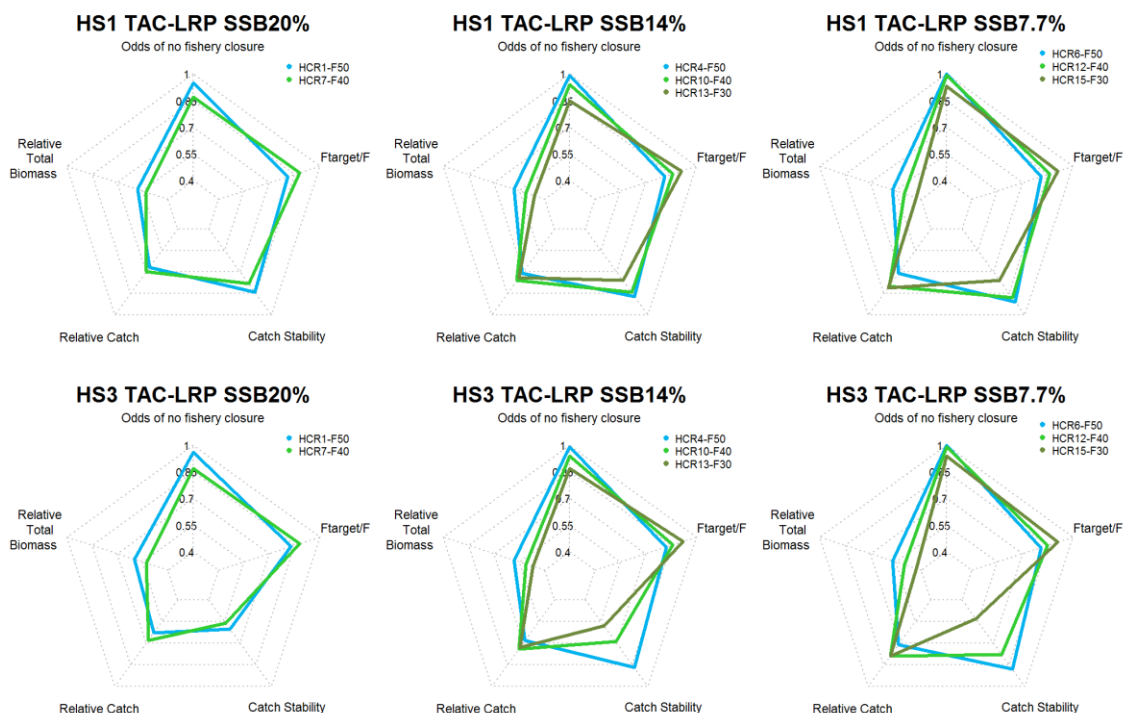 HS1 TAC-LRP SSB20%
Odds of no fishery closure
HCR1-F50
HCR7-F40
1
0.85
0.7
0.55
0.4
Relative
Total
Biomass
Ftarget/F
Relative Catch
Catch Stability
HS1 TAC-LRP SSB14%
Odds of no fishery closure
HCR4-F50
HCR10-F40
HCR13-F30
1
0.85
0.7
0.55
0.4
Relative
Total
Biomass
Ftarget/F
Relative Catch
Catch Stability
HS1 TAC-LRP SSB7.7%
Odds of no fishery closure
HCR6-F50
HCR12-F40
HCR15-F30
1
0.85
0.7
0.55
0.4
Relative
Total
Biomass
Ftarget/F
Relative Catch
Catch Stability
HS3 TAC-LRP SSB20%
Odds of no fishery closure
HCR1-F50
HCR7-F40
1
0.85
0.7
0.55
0.4
Relative
Total
Biomass
Ftarget/F
Relative Catch
Catch Stability
HS3 TAC-LRP SSB14%
Odds of no fishery closure
HCR4-F50
HCR10-F40
HCR13-F30
1
0.85
0.7
0.55
0.4
Relative
Total
Biomass
Ftarget/F
Relative Catch
Catch Stability
HS3 TAC-LRP SSB7.7%
Odds of no fishery closure
HCR6-F50
HCR12-F40
HCR15-F30
1
0.85
0.7
0.55
0.4
Relative
Total
Biomass
Ftarget/F
Relative Catch
Catch Stability